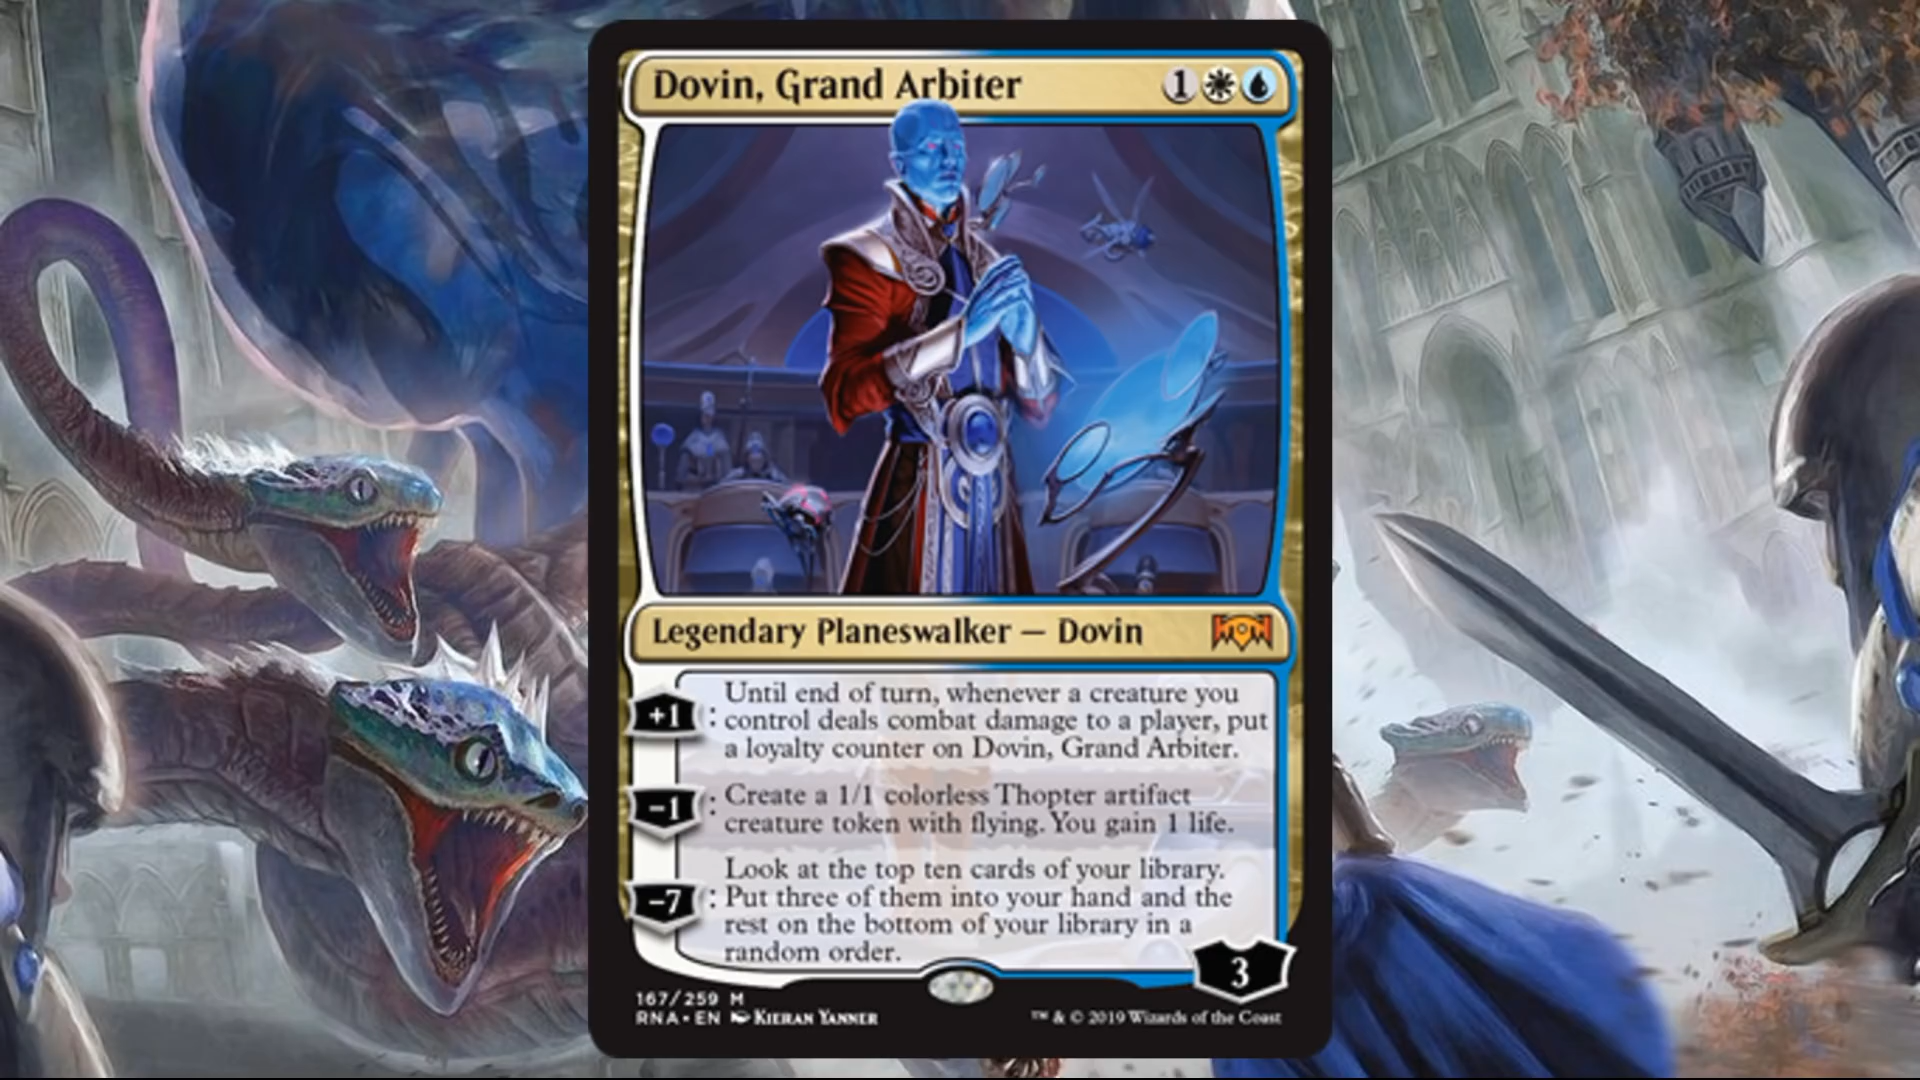 Dovin, Grand Arbiter 1
Legendary Planeswalker — Dovin
Until end of turn, whenever a creature you
+1: control deals combat damage to a player, put
a loyalty counter on Dovin, Grand Arbiter.
−1: Create a 1/1 colorless Thopter artifact
creature token with flying. You gain 1 life.
Look at the top ten cards of your library.
−7: Put three of them into your hand and the
rest on the bottom of your library in a
random order.
3
167/259 M
RNA • EN Kieran Yanner
™ & © 2019 Wizards of the Coast